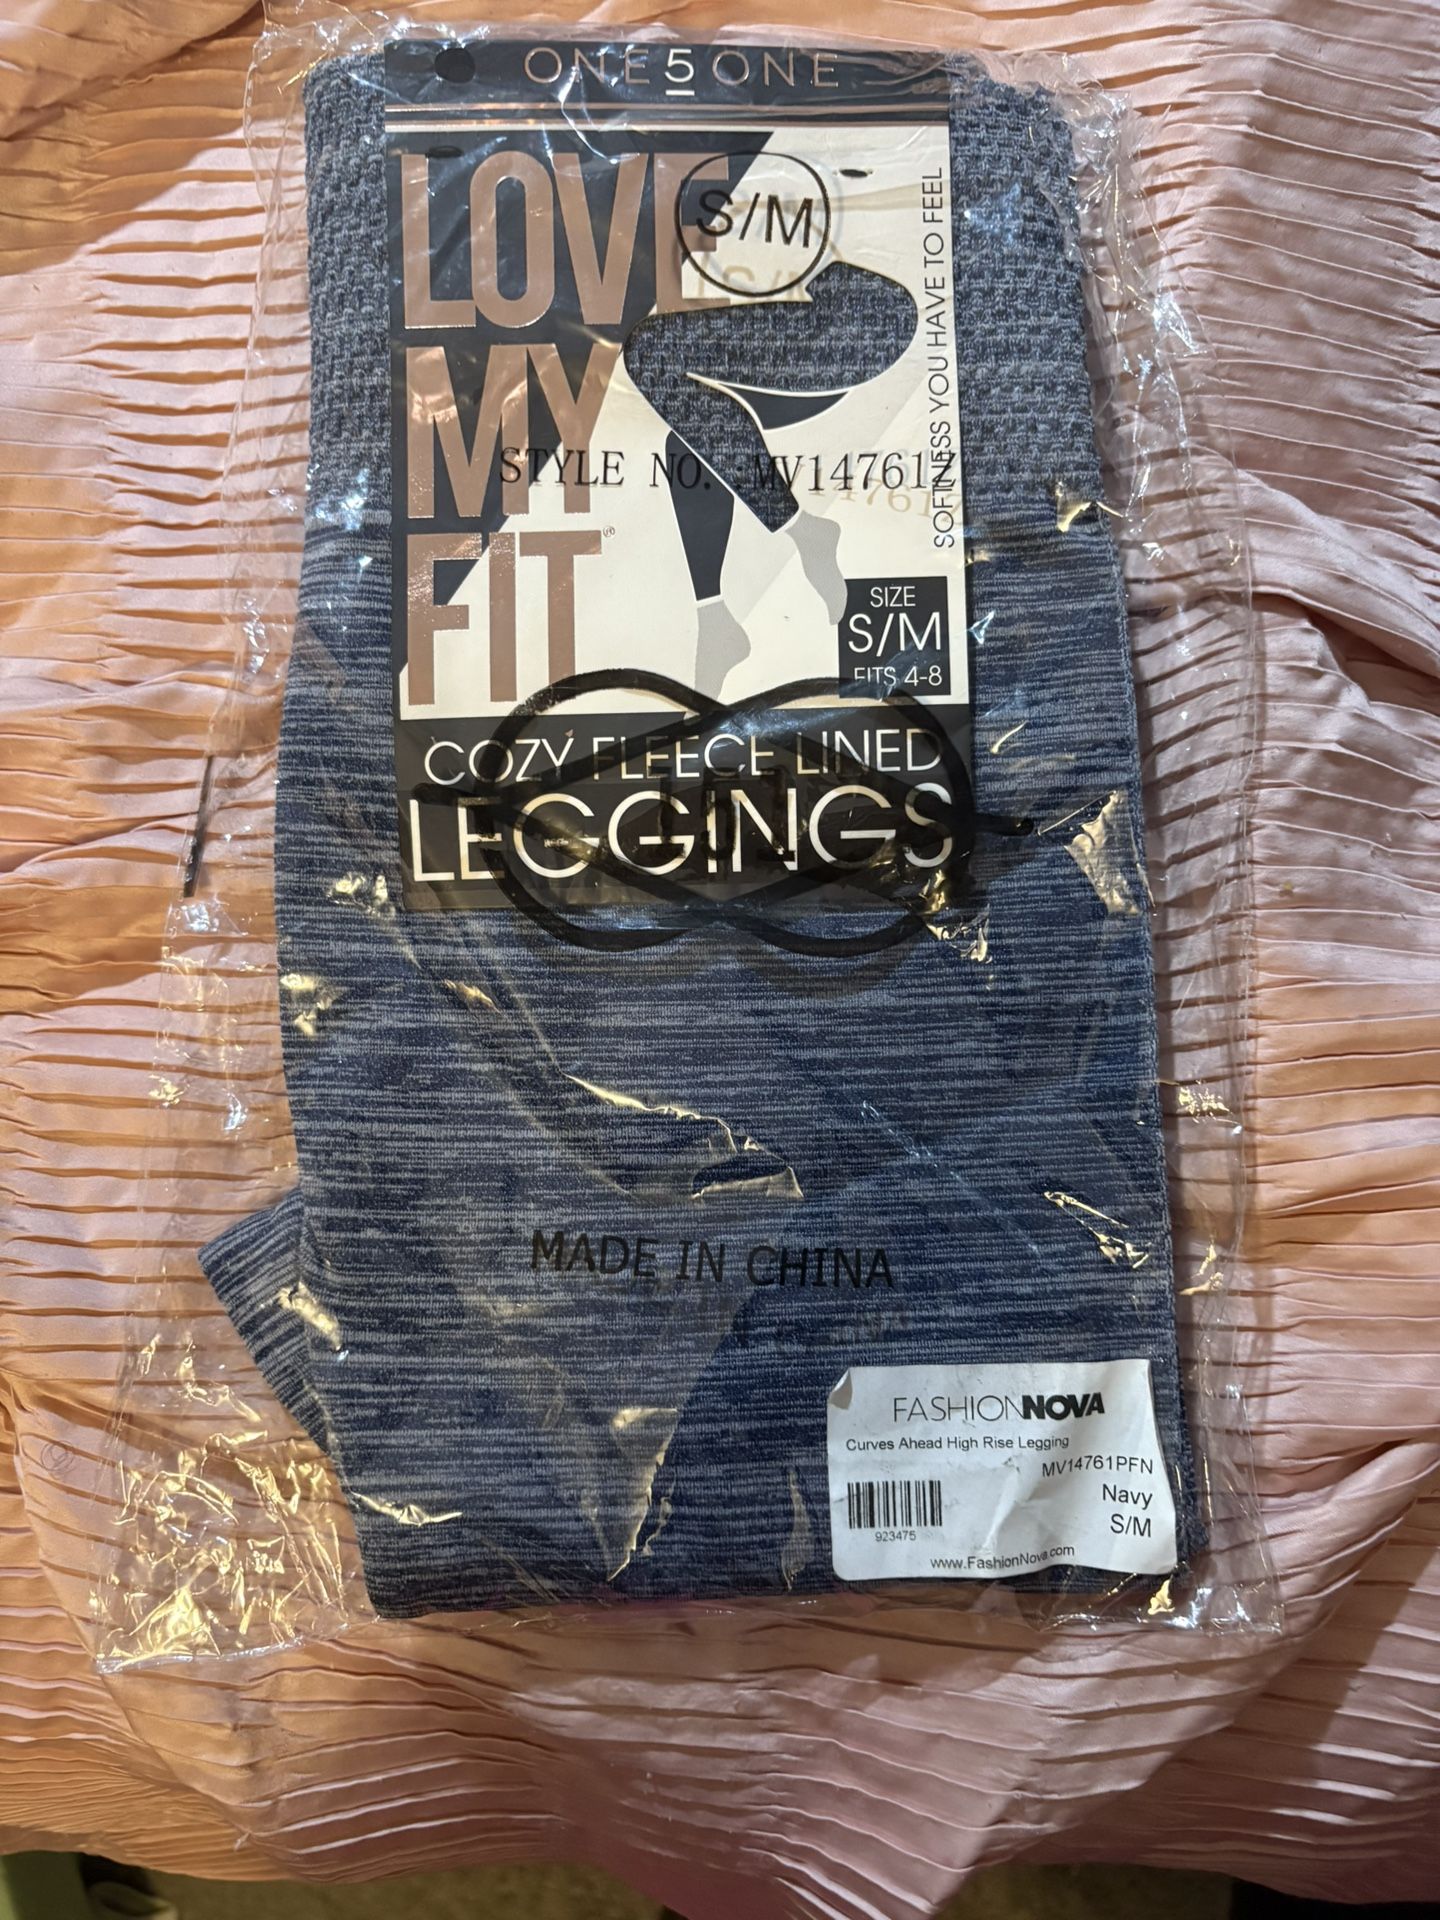 ONE5ONE
LOVE
MY
FIT®
S/M
SOFTNESS YOU HAVE TO FEEL
STYLE NO.:MV14761Z
SIZE
S/M
FITS 4-8
COZY FLEECE LINED
LEGGINGS
MADE IN CHINA
FASHIONNOVA
Curves Ahead High Rise Legging
MV14761PFN
Navy
S/M
923475
www.FashionNova.com